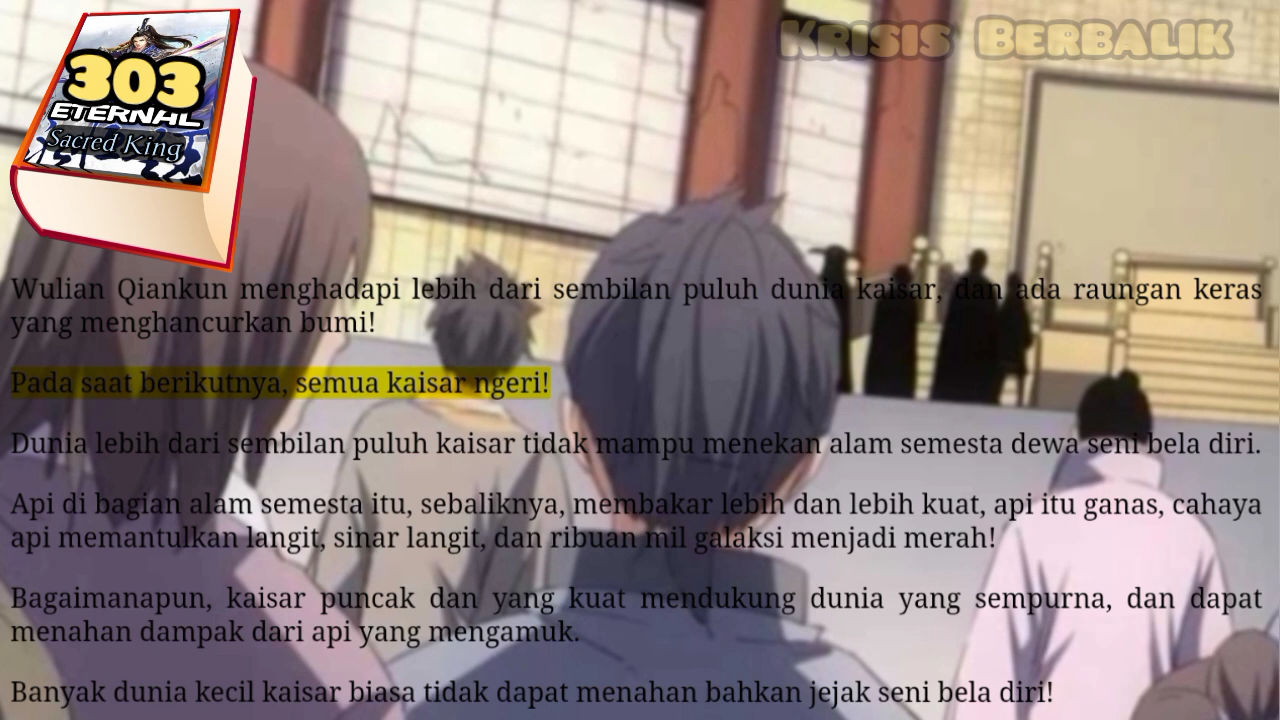 Krisis Berbalik
303
ETERNAL
Sacred King
Wulian Qiankun menghadapi lebih dari sembilan puluh dunia kaisar, dan ada raungan keras
yang menghancurkan bumi!
Pada saat berikutnya, semua kaisar ngeri!
Dunia lebih dari sembilan puluh kaisar tidak mampu menekan alam semesta dewa seni bela diri.
Api di bagian alam semesta itu, sebaliknya, membakar lebih dan lebih kuat, api itu ganas, cahaya
api memantulkan langit, sinar langit, dan ribuan mil galaksi menjadi merah!
Bagaimanapun, kaisar puncak dan yang kuat mendukung dunia yang sempurna, dan dapat
menahan dampak dari api yang mengamuk.
Banyak dunia kecil kaisar biasa tidak dapat menahan bahkan jejak seni bela diri!